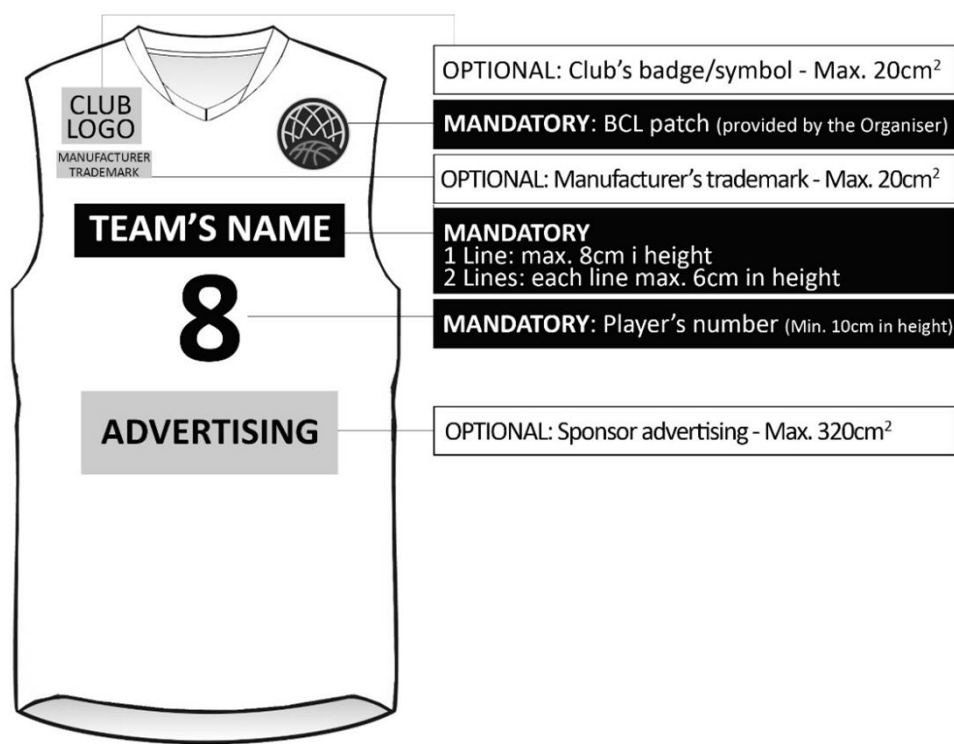 CLUB
LOGO
MANUFACTURER
TRADEMARK
TEAM'S NAME
8
ADVERTISING
OPTIONAL: Club's badge/symbol - Max. 20cm²
MANDATORY: BCL patch (provided by the Organiser)
OPTIONAL: Manufacturer's trademark - Max. 20cm²
MANDATORY
1 Line: max. 8cm i height
2 Lines: each line max. 6cm in height
MANDATORY: Player's number (Min. 10cm in height)
OPTIONAL: Sponsor advertising - Max. 320cm²